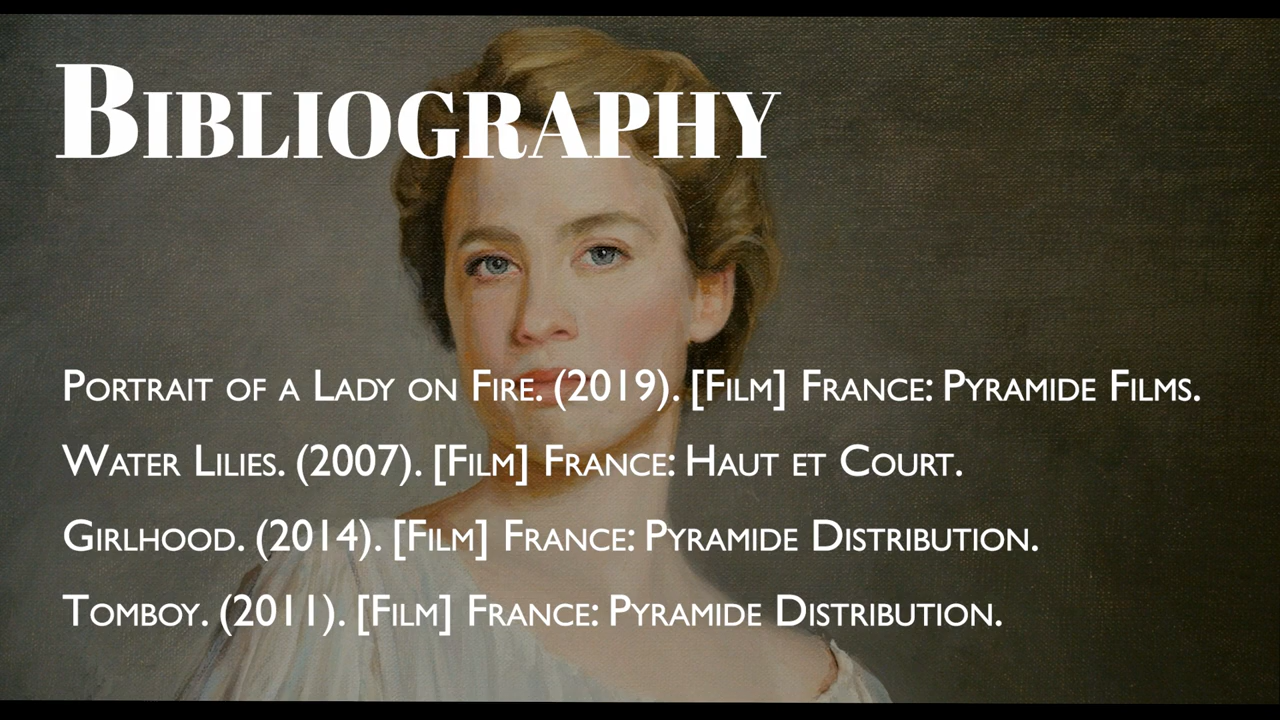 Bibliography
Portrait of a Lady on Fire. (2019). [Film] France: Pyramide Films.
Water Lilies. (2007). [Film] France: Haut et Court.
Girlhood. (2014). [Film] France: Pyramide Distribution.
Tomboy. (2011). [Film] France: Pyramide Distribution.